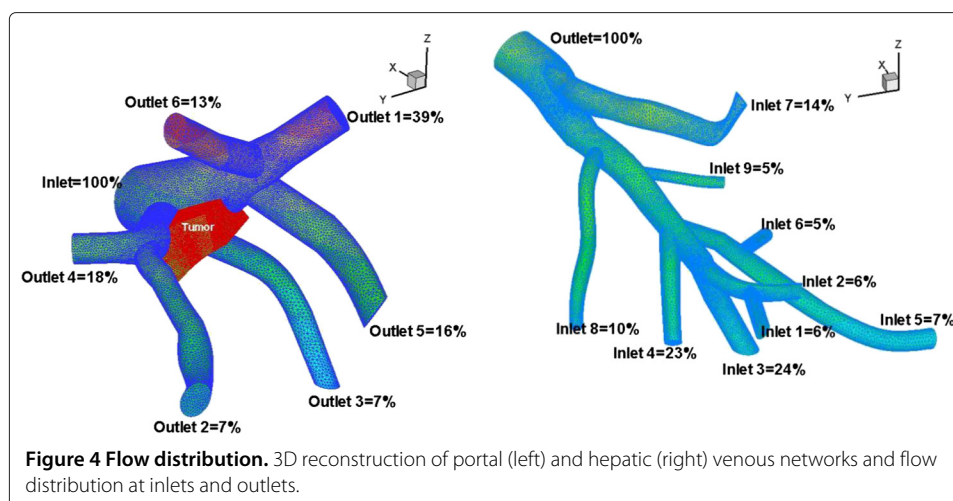 Outlet=100%
Z
X
Y
Outlet 6=13%
Outlet 1=39%
Z
X
Y
Inlet 7=14%
Inlet=100%
Inlet 9=5%
Tumor
Inlet 6=5%
Outlet 4=18%
Inlet 2=6%
Outlet 5=16%
Inlet 8=10%
Inlet 1=6%
Inlet 5=7%
Inlet 4=23%
Inlet 3=24%
Outlet 3=7%
Outlet 2=7%
Figure 4 Flow distribution. 3D reconstruction of portal (left) and hepatic (right) venous networks and flow
distribution at inlets and outlets.